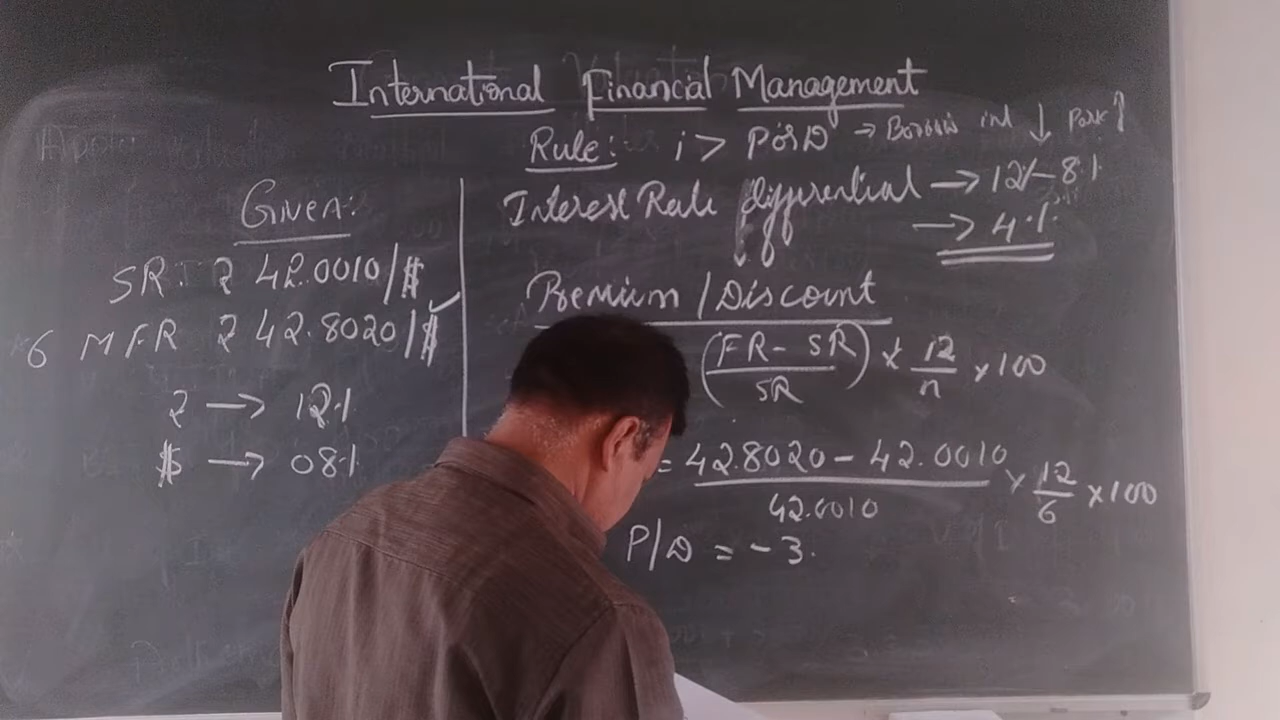 International Financial Management
Rule: i > P or D → Borrow int ↓ Park ↑
Interest Rate differential → 12% - 8%
→ 4%
Given:
SR ₹ 42.0010/$
6 MFR ₹ 42.8020/$
₹ → 12%
$ → 08%
Premium / Discount
(FR - SR / SR) × 12/n × 100
= 42.8020 - 42.0010 / 42.0010 × 12/6 × 100
P/D = - 3.